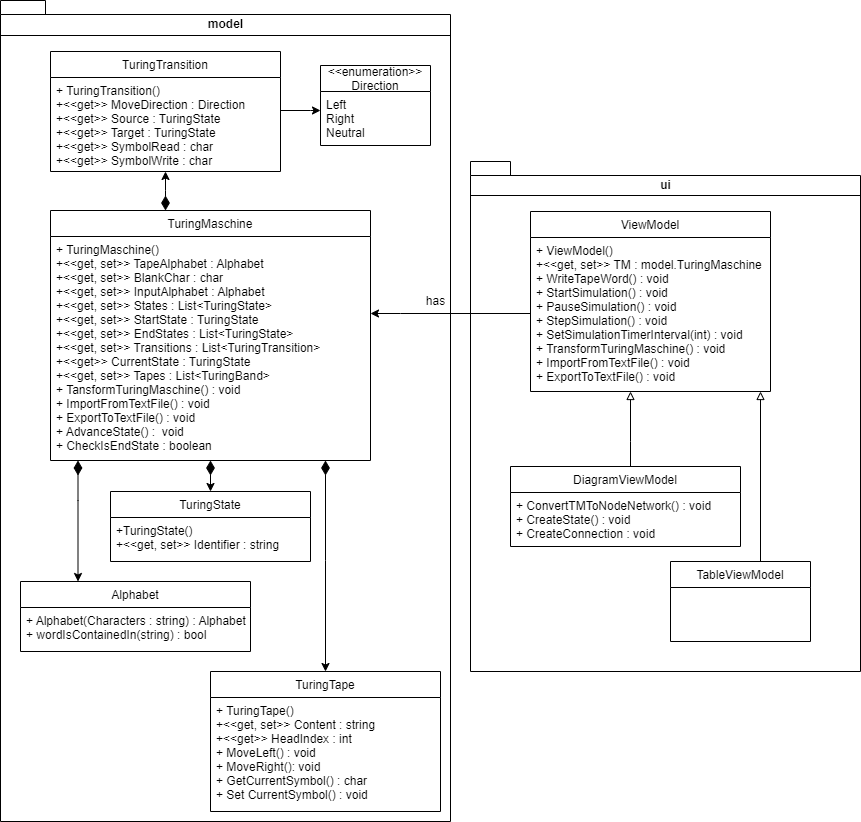 model
TuringTransition
+ TuringTransition()
+<<get>> MoveDirection : Direction
+<<get>> Source : TuringState
+<<get>> Target : TuringState
+<<get>> SymbolRead : char
+<<get>> SymbolWrite : char
<<enumeration>>
Direction
Left
Right
Neutral
TuringMaschine
+ TuringMaschine()
+<<get, set>> TapeAlphabet : Alphabet
+<<get, set>> BlankChar : char
+<<get, set>> InputAlphabet : Alphabet
+<<get, set>> States : List<TuringState>
+<<get, set>> StartState : TuringState
+<<get, set>> EndStates : List<TuringState>
+<<get, set>> Transitions : List<TuringTransition>
+<<get>> CurrentState : TuringState
+<<get, set>> Tapes : List<TuringBand>
+ TansformTuringMaschine() : void
+ ImportFromTextFile() : void
+ ExportToTextFile() : void
+ AdvanceState() :  void
+ CheckIsEndState : boolean
TuringState
+TuringState()
+<<get, set>> Identifier : string
Alphabet
+ Alphabet(Characters : string) : Alphabet
+ wordIsContainedIn(string) : bool
TuringTape
+ TuringTape()
+<<get, set>> Content : string
+<<get>> HeadIndex : int
+ MoveLeft() : void
+ MoveRight(): void
+ GetCurrentSymbol() : char
+ Set CurrentSymbol() : void
has
ui
ViewModel
+ ViewModel()
+<<get, set>> TM : model.TuringMaschine
+ WriteTapeWord() : void
+ StartSimulation() : void
+ PauseSimulation() : void
+ StepSimulation() : void
+ SetSimulationTimerInterval(int) : void
+ TransformTuringMaschine() : void
+ ImportFromTextFile() : void
+ ExportToTextFile() : void
DiagramViewModel
+ ConvertTMToNodeNetwork() : void
+ CreateState() : void
+ CreateConnection : void
TableViewModel